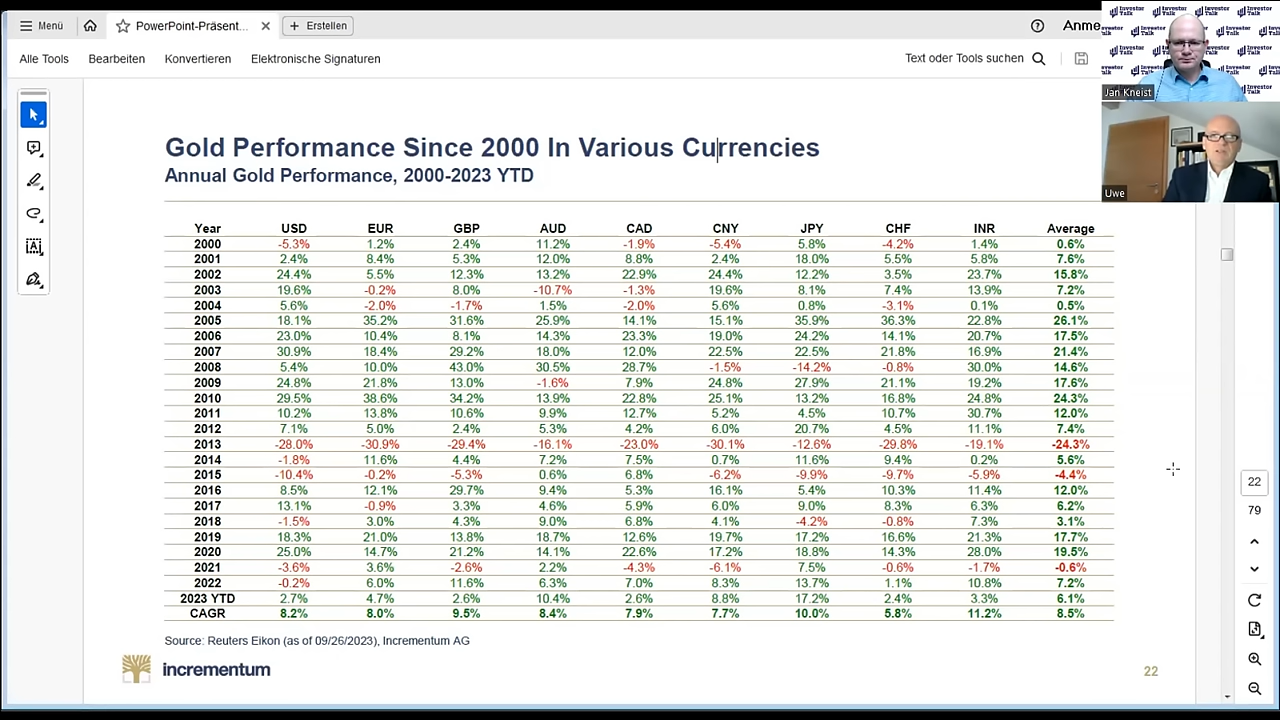 Menü
PowerPoint-Präsent...
Erstellen
Anme
Alle Tools
Bearbeiten
Konvertieren
Elektronische Signaturen
Text oder Tools suchen
Investor Talk
Jan Kneist
Uwe
Gold Performance Since 2000 In Various Currencies
Annual Gold Performance, 2000-2023 YTD
Year USD EUR GBP AUD CAD CNY JPY CHF INR Average
2000 -5.3% 1.2% 2.4% 11.2% -1.9% -5.4% 5.8% -4.2% 1.4% 0.6%
2001 2.4% 8.4% 5.3% 12.0% 8.8% 2.4% 18.0% 5.5% 5.8% 7.6%
2002 24.4% 5.5% 12.3% 13.2% 22.9% 24.4% 12.2% 3.5% 23.7% 15.8%
2003 19.6% -0.2% 8.0% -10.7% -1.3% 19.6% 8.1% 7.4% 13.9% 7.2%
2004 5.6% -2.0% -1.7% 1.5% -2.0% 5.6% 0.8% -3.1% 0.1% 0.5%
2005 18.1% 35.2% 31.6% 25.9% 14.1% 15.1% 35.9% 36.3% 22.8% 26.1%
2006 23.0% 10.4% 8.1% 14.3% 23.3% 19.0% 24.2% 14.1% 20.7% 17.5%
2007 30.9% 18.4% 29.2% 18.0% 12.0% 22.5% 22.5% 21.8% 16.9% 21.4%
2008 5.4% 10.0% 43.0% 30.5% 28.7% -1.5% -14.2% -0.8% 30.0% 14.6%
2009 24.8% 21.8% 13.0% -1.6% 7.9% 24.8% 27.9% 21.1% 19.2% 17.6%
2010 29.5% 38.6% 34.2% 13.9% 22.8% 25.1% 13.2% 16.8% 24.8% 24.3%
2011 10.2% 13.8% 10.6% 9.9% 12.7% 5.2% 4.5% 10.7% 30.7% 12.0%
2012 7.1% 5.0% 2.4% 5.3% 4.2% 6.0% 20.7% 4.5% 11.1% 7.4%
2013 -28.0% -30.9% -29.4% -16.1% -23.0% -30.1% -12.6% -29.8% -19.1% -24.3%
2014 -1.8% 11.6% 4.4% 7.2% 7.5% 0.7% 11.6% 9.4% 0.2% 5.6%
2015 -10.4% -0.2% -5.3% 0.6% 6.8% -6.2% -9.9% -9.7% -5.9% -4.4%
2016 8.5% 12.1% 29.7% 9.4% 5.3% 16.1% 5.4% 10.3% 11.4% 12.0%
2017 13.1% -0.9% 3.3% 4.6% 5.9% 6.0% 9.0% 8.3% 6.3% 6.2%
2018 -1.5% 3.0% 4.3% 9.0% 6.8% 4.1% -4.2% -0.8% 7.3% 3.1%
2019 18.3% 21.0% 13.8% 18.7% 12.6% 19.7% 17.2% 16.6% 21.3% 17.7%
2020 25.0% 14.7% 21.2% 14.1% 22.6% 17.2% 18.8% 14.3% 28.0% 19.5%
2021 -3.6% 3.6% -2.6% 2.2% -4.3% -6.1% 7.5% -0.6% -1.7% -0.6%
2022 -0.2% 6.0% 11.6% 6.3% 7.0% 8.3% 13.7% 1.1% 10.8% 7.2%
2023 YTD 2.7% 4.7% 2.6% 10.4% 2.6% 8.8% 17.2% 2.4% 3.3% 6.1%
CAGR 8.2% 8.0% 9.5% 8.4% 7.9% 7.7% 10.0% 5.8% 11.2% 8.5%
Source: Reuters Eikon (as of 09/26/2023), Incrementum AG
incrementum
22
22
79